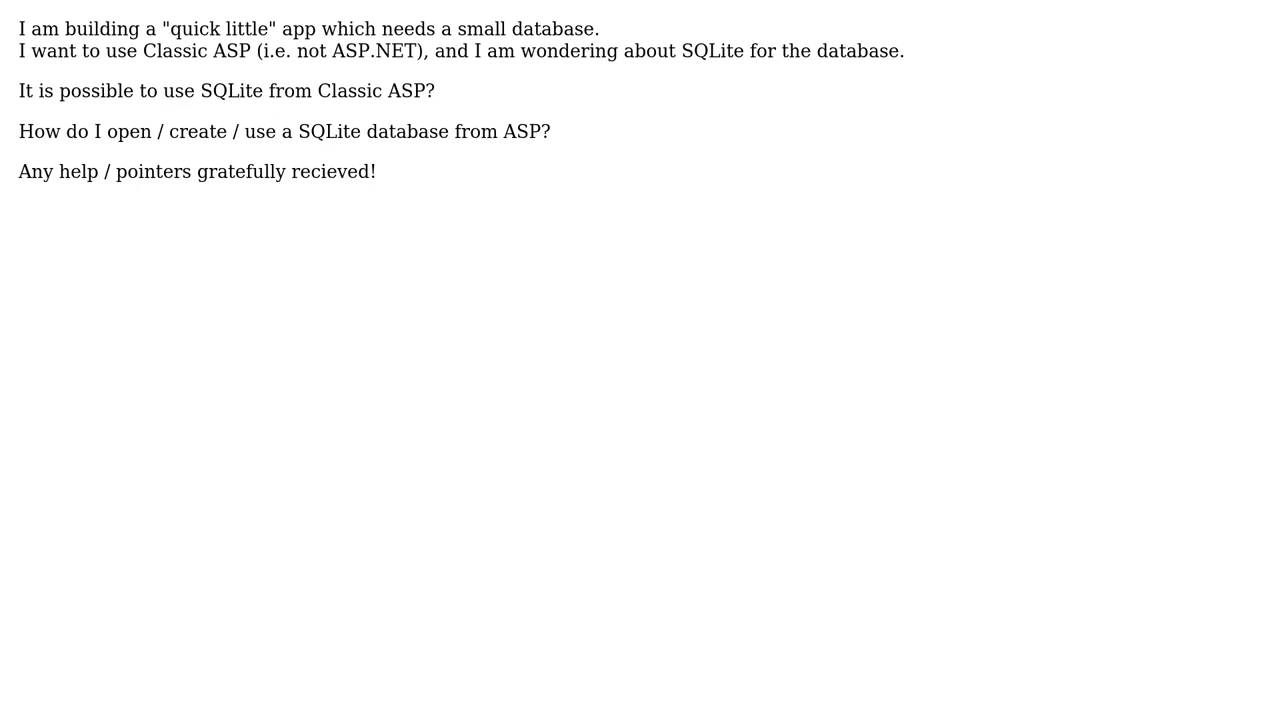 I am building a "quick little" app which needs a small database.
I want to use Classic ASP (i.e. not ASP.NET), and I am wondering about SQLite for the database.
It is possible to use SQLite from Classic ASP?
How do I open / create / use a SQLite database from ASP?
Any help / pointers gratefully recieved!